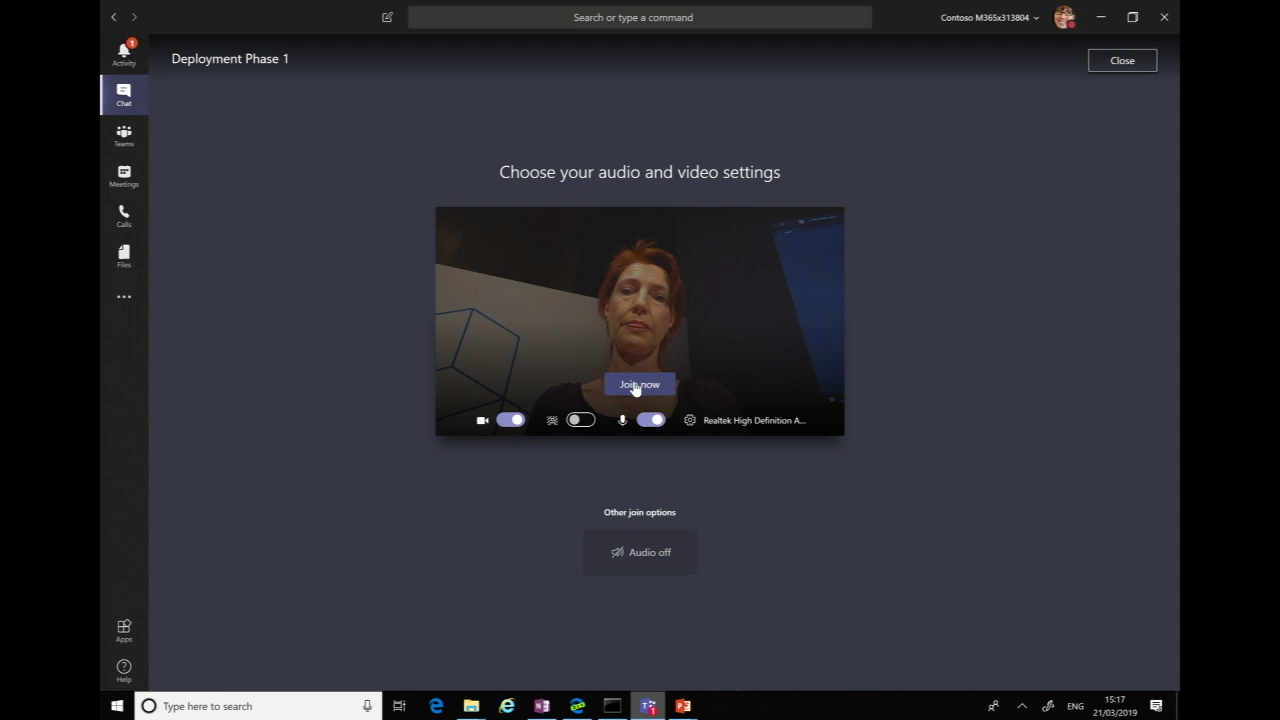 Search or type a command
Contoso M365x313804
1
Activity
Deployment Phase 1
Close
Chat
Teams
Meetings
Calls
Files
Choose your audio and video settings
Join now
Realtek High Definition A...
Other join options
Audio off
Apps
Help
Type here to search
ENG
15:17
21/03/2019